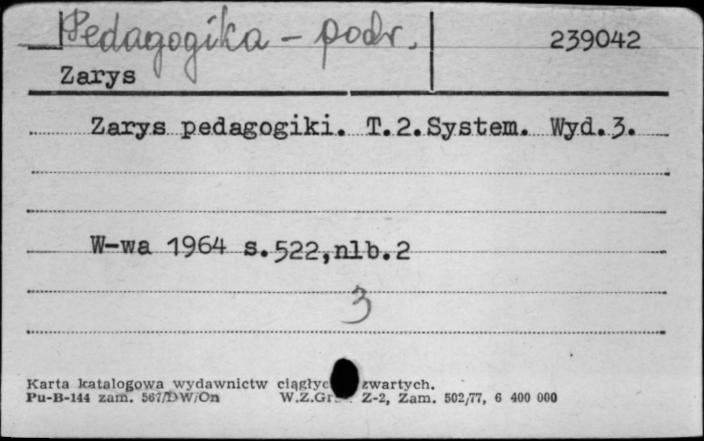 Pedagogika - podr.
239042
Zarys
Zarys pedagogiki. T.2.System. Wyd.3.
W-wa 1964 s.522,nlb.2
3
Karta katalogowa wydawnictw zwartych.
Pu-B-144 zam. 567/DW/On W.Z.Gr. Z-2, Zam. 502/77, 6 400 000